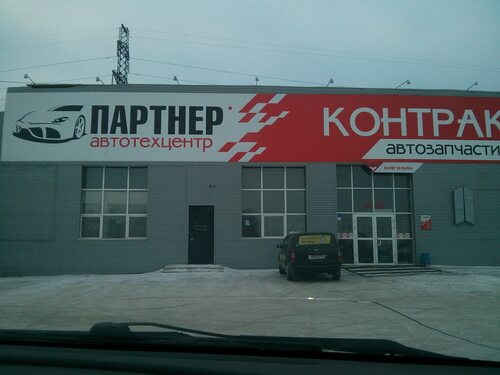 ПАРТНЕР
автотехцентр
КОНТРАК
автозапчасти
магазин